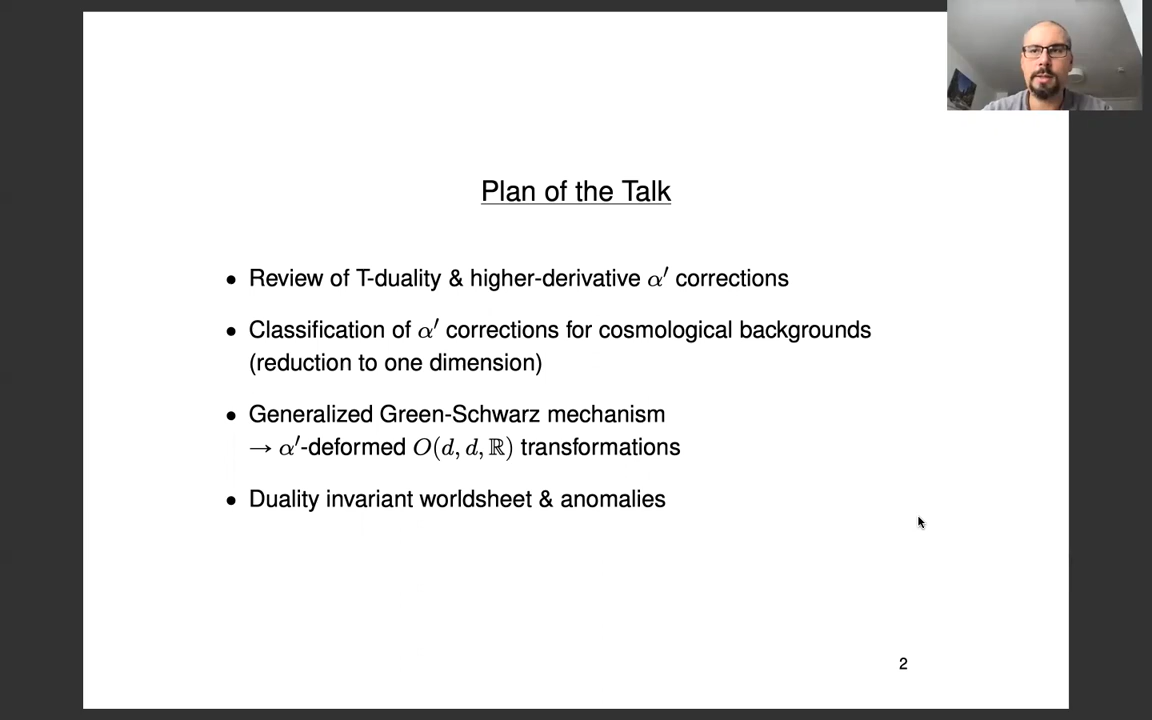 Plan of the Talk
• Review of T-duality & higher-derivative α′ corrections
• Classification of α′ corrections for cosmological backgrounds
(reduction to one dimension)
• Generalized Green-Schwarz mechanism
→ α′-deformed O(d, d, ℝ) transformations
• Duality invariant worldsheet & anomalies
2